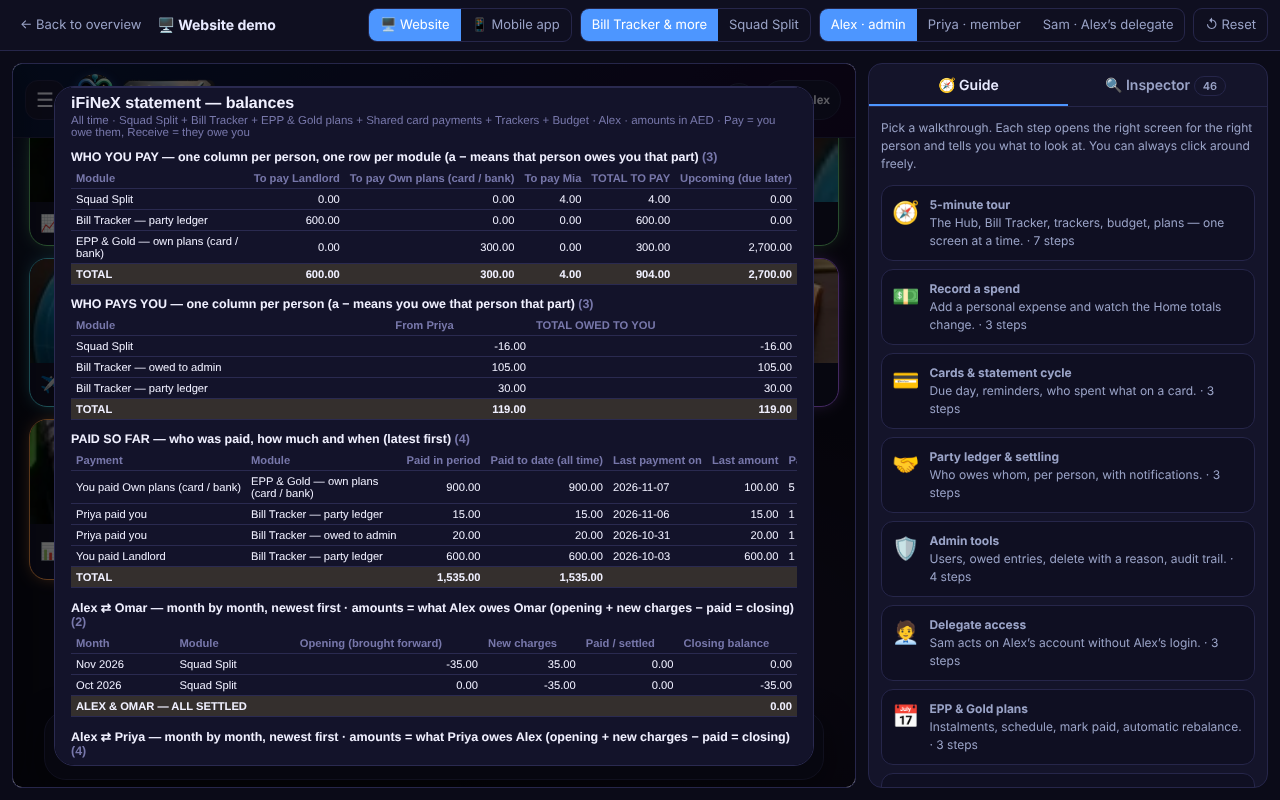 ← Back to overview
🖥️ Website demo
🖥️ Website
📱 Mobile app
Bill Tracker & more
Squad Split
Alex · admin
Priya · member
Sam · Alex’s delegate
↺ Reset
☰
lex
iFiNeX statement — balances
All time · Squad Split + Bill Tracker + EPP & Gold plans + Shared card payments + Trackers + Budget · Alex · amounts in AED · Pay = you
owe them, Receive = they owe you
WHO YOU PAY — one column per person, one row per module (a − means that person owes you that part) (3)
Module To pay Landlord To pay Own plans (card / bank) To pay Mia TOTAL TO PAY Upcoming (due later)
Squad Split 0.00 0.00 4.00 4.00 0.00
Bill Tracker — party ledger 600.00 0.00 0.00 600.00 0.00
EPP & Gold — own plans (card /
bank) 0.00 300.00 0.00 300.00 2,700.00
TOTAL 600.00 300.00 4.00 904.00 2,700.00
WHO PAYS YOU — one column per person (a − means you owe that person that part) (3)
Module From Priya TOTAL OWED TO YOU
Squad Split -16.00 -16.00
Bill Tracker — owed to admin 105.00 105.00
Bill Tracker — party ledger 30.00 30.00
TOTAL 119.00 119.00
PAID SO FAR — who was paid, how much and when (latest first) (4)
Payment Module Paid in period Paid to date (all time) Last payment on Last amount P
You paid Own plans (card / bank) EPP & Gold — own plans
(card / bank) 900.00 900.00 2026-11-07 100.00 5
Priya paid you Bill Tracker — party ledger 15.00 15.00 2026-11-06 15.00 1
Priya paid you Bill Tracker — owed to admin 20.00 20.00 2026-10-31 20.00 1
You paid Landlord Bill Tracker — party ledger 600.00 600.00 2026-10-03 600.00 1
TOTAL 1,535.00 1,535.00
Alex ⇄ Omar — month by month, newest first · amounts = what Alex owes Omar (opening + new charges − paid = closing)
(2)
Month Module Opening (brought forward) New charges Paid / settled Closing balance
Nov 2026 Squad Split -35.00 35.00 0.00 0.00
Oct 2026 Squad Split 0.00 -35.00 0.00 -35.00
ALEX & OMAR — ALL SETTLED 0.00
Alex ⇄ Priya — month by month, newest first · amounts = what Priya owes Alex (opening + new charges − paid = closing)
(4)
🧭 Guide
🔍 Inspector 46
Pick a walkthrough. Each step opens the right screen for the right
person and tells you what to look at. You can always click around
freely.
5-minute tour
The Hub, Bill Tracker, trackers, budget, plans — one
screen at a time. · 7 steps
Record a spend
Add a personal expense and watch the Home totals
change. · 3 steps
Cards & statement cycle
Due day, reminders, who spent what on a card. · 3
steps
Party ledger & settling
Who owes whom, per person, with notifications. · 3
steps
Admin tools
Users, owed entries, delete with a reason, audit trail. ·
4 steps
Delegate access
Sam acts on Alex’s account without Alex’s login. · 3
steps
EPP & Gold plans
Instalments, schedule, mark paid, automatic rebalance.
· 3 steps